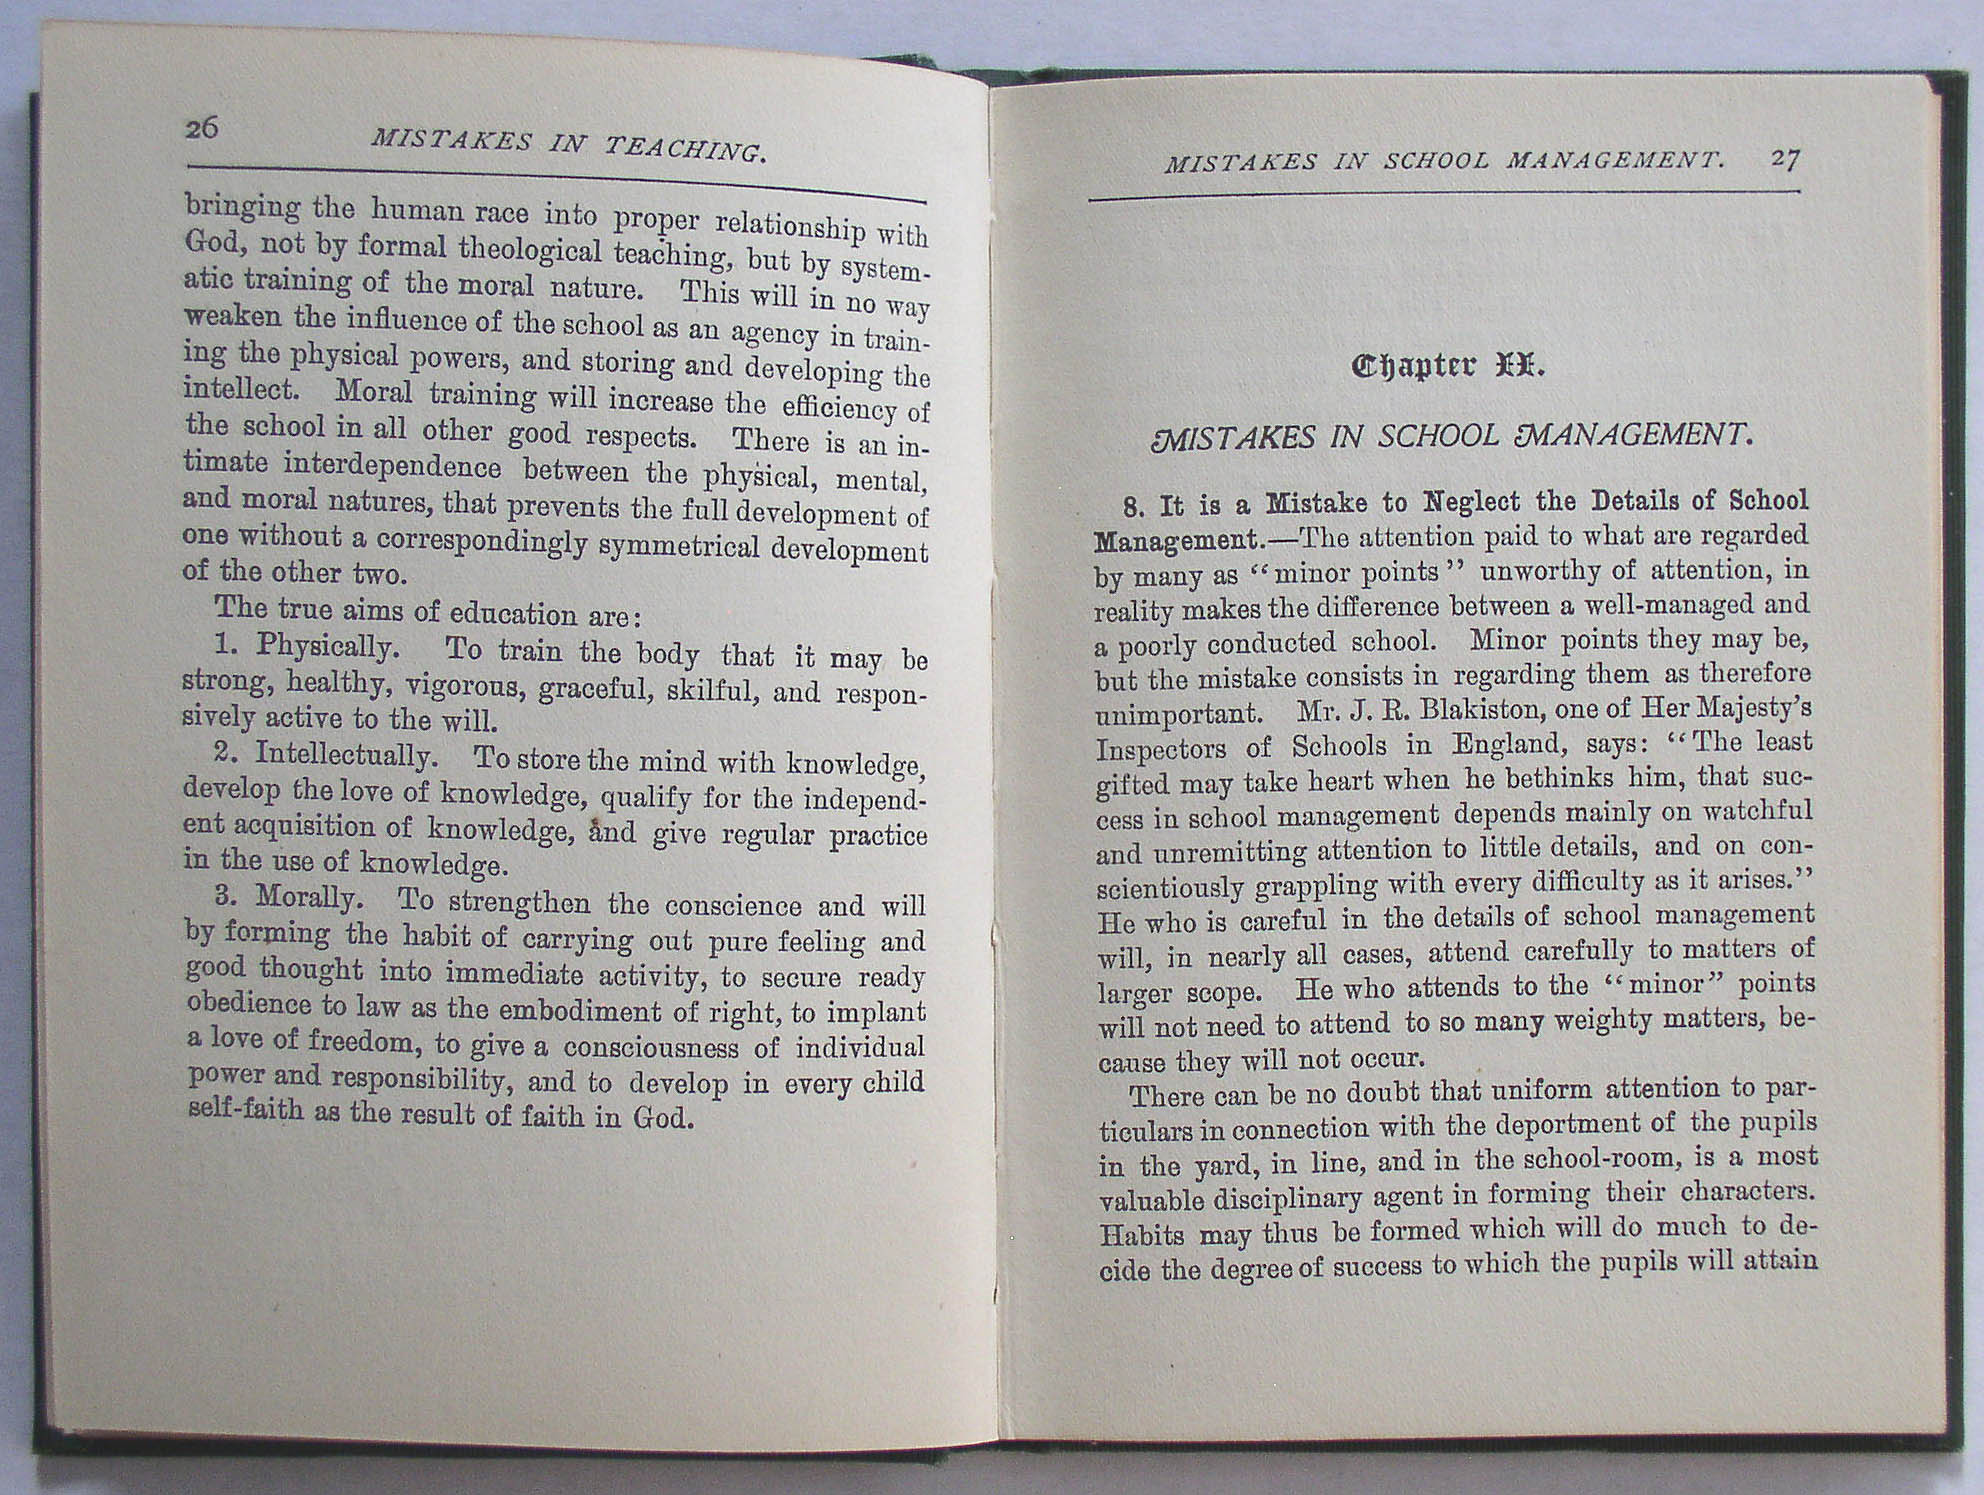 26
MISTAKES IN TEACHING.
bringing the human race into proper relationship with
God, not by formal theological teaching, but by system-
atic training of the moral nature. This will in no way
weaken the influence of the school as an agency in train-
ing the physical powers, and storing and developing the
intellect. Moral training will increase the efficiency of
the school in all other good respects. There is an in-
timate interdependence between the physical, mental,
and moral natures, that prevents the full development of
one without a correspondingly symmetrical development
of the other two.
The true aims of education are:
1. Physically. To train the body that it may be
strong, healthy, vigorous, graceful, skilful, and respon-
sively active to the will.
2. Intellectually. To store the mind with knowledge,
develop the love of knowledge, qualify for the independ-
ent acquisition of knowledge, and give regular practice
in the use of knowledge.
3. Morally. To strengthen the conscience and will
by forming the habit of carrying out pure feeling and
good thought into immediate activity, to secure ready
obedience to law as the embodiment of right, to implant
a love of freedom, to give a consciousness of individual
power and responsibility, and to develop in every child
self-faith as the result of faith in God.
MISTAKES IN SCHOOL MANAGEMENT. 27
Chapter II.
MISTAKES IN SCHOOL MANAGEMENT.
8. It is a Mistake to Neglect the Details of School
Management.—The attention paid to what are regarded
by many as "minor points" unworthy of attention, in
reality makes the difference between a well-managed and
a poorly conducted school. Minor points they may be,
but the mistake consists in regarding them as therefore
unimportant. Mr. J. R. Blakiston, one of Her Majesty's
Inspectors of Schools in England, says: "The least
gifted may take heart when he bethinks him, that suc-
cess in school management depends mainly on watchful
and unremitting attention to little details, and on con-
scientiously grappling with every difficulty as it arises."
He who is careful in the details of school management
will, in nearly all cases, attend carefully to matters of
larger scope. He who attends to the "minor" points
will not need to attend to so many weighty matters, be-
cause they will not occur.
There can be no doubt that uniform attention to par-
ticulars in connection with the deportment of the pupils
in the yard, in line, and in the school-room, is a most
valuable disciplinary agent in forming their characters.
Habits may thus be formed which will do much to de-
cide the degree of success to which the pupils will attain